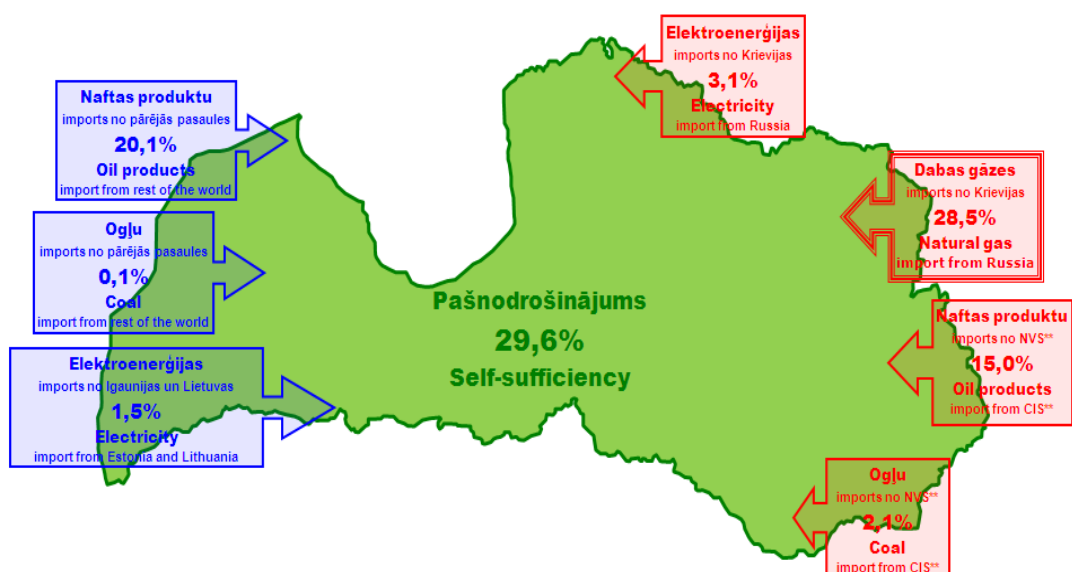 Elektroenerģijas
imports no Krievijas
3,1%
Electricity
import from Russia
Naftas produktu
imports no pārējās pasaules
20,1%
Oil products
import from rest of the world
Dabas gāzes
imports no Krievijas
28,5%
Natural gas
import from Russia
Ogļu
imports no pārējās pasaules
0,1%
Coal
import from rest of the world
Pašnodrošinājums
29,6%
Self-sufficiency
Naftas produktu
imports no NVS**
15,0%
Oil products
import from CIS**
Elektroenerģijas
imports no Igaunijas un Lietuvas
1,5%
Electricity
import from Estonia and Lithuania
Ogļu
imports no NVS**
2,1%
Coal
import from CIS**